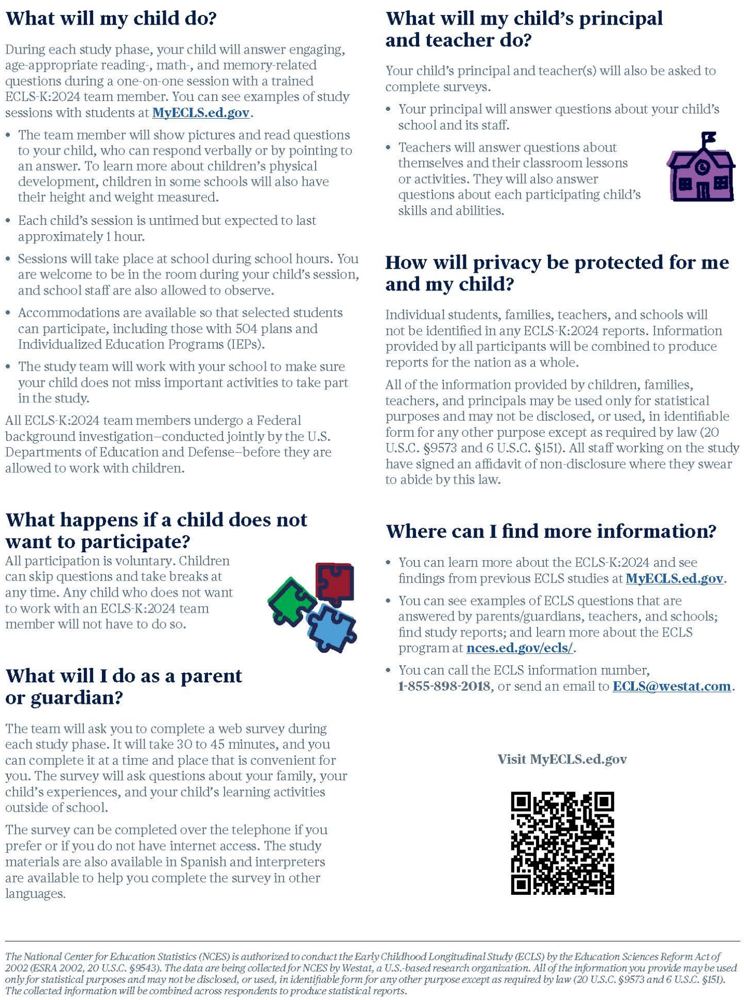 What will my child do?
During each study phase, your child will answer engaging,
age-appropriate reading-, math-, and memory-related
questions during a one-on-one session with a trained
ECLS-K:2024 team member. You can see examples of study
sessions with students at MyECLS.ed.gov.
• The team member will show pictures and read questions
to your child, who can respond verbally or by pointing to
an answer. To learn more about children’s physical
development, children in some schools will also have
their height and weight measured.
• Each child’s session is untimed but expected to last
approximately 1 hour.
• Sessions will take place at school during school hours. You
are welcome to be in the room during your child’s session,
and school staff are also allowed to observe.
• Accommodations are available so that selected students
can participate, including those with 504 plans and
Individualized Education Programs (IEPs).
• The study team will work with your school to make sure
your child does not miss important activities to take part
in the study.
All ECLS-K:2024 team members undergo a Federal
background investigation—conducted jointly by the U.S.
Departments of Education and Defense—before they are
allowed to work with children.
What happens if a child does not
want to participate?
All participation is voluntary. Children
can skip questions and take breaks at
any time. Any child who does not want
to work with an ECLS-K:2024 team
member will not have to do so.
What will I do as a parent
or guardian?
The team will ask you to complete a web survey during
each study phase. It will take 30 to 45 minutes, and you
can complete it at a time and place that is convenient for
you. The survey will ask questions about your family, your
child’s experiences, and your child’s learning activities
outside of school.
The survey can be completed over the telephone if you
prefer or if you do not have internet access. The study
materials are also available in Spanish and interpreters
are available to help you complete the survey in other
languages.
What will my child’s principal
and teacher do?
Your child’s principal and teacher(s) will also be asked to
complete surveys.
• Your principal will answer questions about your child’s
school and its staff.
• Teachers will answer questions about
themselves and their classroom lessons
or activities. They will also answer
questions about each participating child’s
skills and abilities.
How will privacy be protected for me
and my child?
Individual students, families, teachers, and schools will
not be identified in any ECLS-K:2024 reports. Information
provided by all participants will be combined to produce
reports for the nation as a whole.
All of the information provided by children, families,
teachers, and principals may be used only for statistical
purposes and may not be disclosed, or used, in identifiable
form for any other purpose except as required by law (20
U.S.C. §9573 and 6 U.S.C. §151). All staff working on the study
have signed an affidavit of non-disclosure where they swear
to abide by this law.
Where can I find more information?
• You can learn more about the ECLS-K:2024 and see
findings from previous ECLS studies at MyECLS.ed.gov.
• You can see examples of ECLS questions that are
answered by parents/guardians, teachers, and schools;
find study reports; and learn more about the ECLS
program at nces.ed.gov/ecls/.
• You can call the ECLS information number,
1-855-898-2018, or send an email to ECLS@westat.com.
Visit MyECLS.ed.gov
The National Center for Education Statistics (NCES) is authorized to conduct the Early Childhood Longitudinal Study (ECLS) by the Education Sciences Reform Act of
2002 (ESRA 2002, 20 U.S.C. §9543). The data are being collected for NCES by Westat, a U.S.-based research organization. All of the information you provide may be used
only for statistical purposes and may not be disclosed, or used, in identifiable form for any other purpose except as required by law (20 U.S.C. §9573 and 6 U.S.C. §151).
The collected information will be combined across respondents to produce statistical reports.